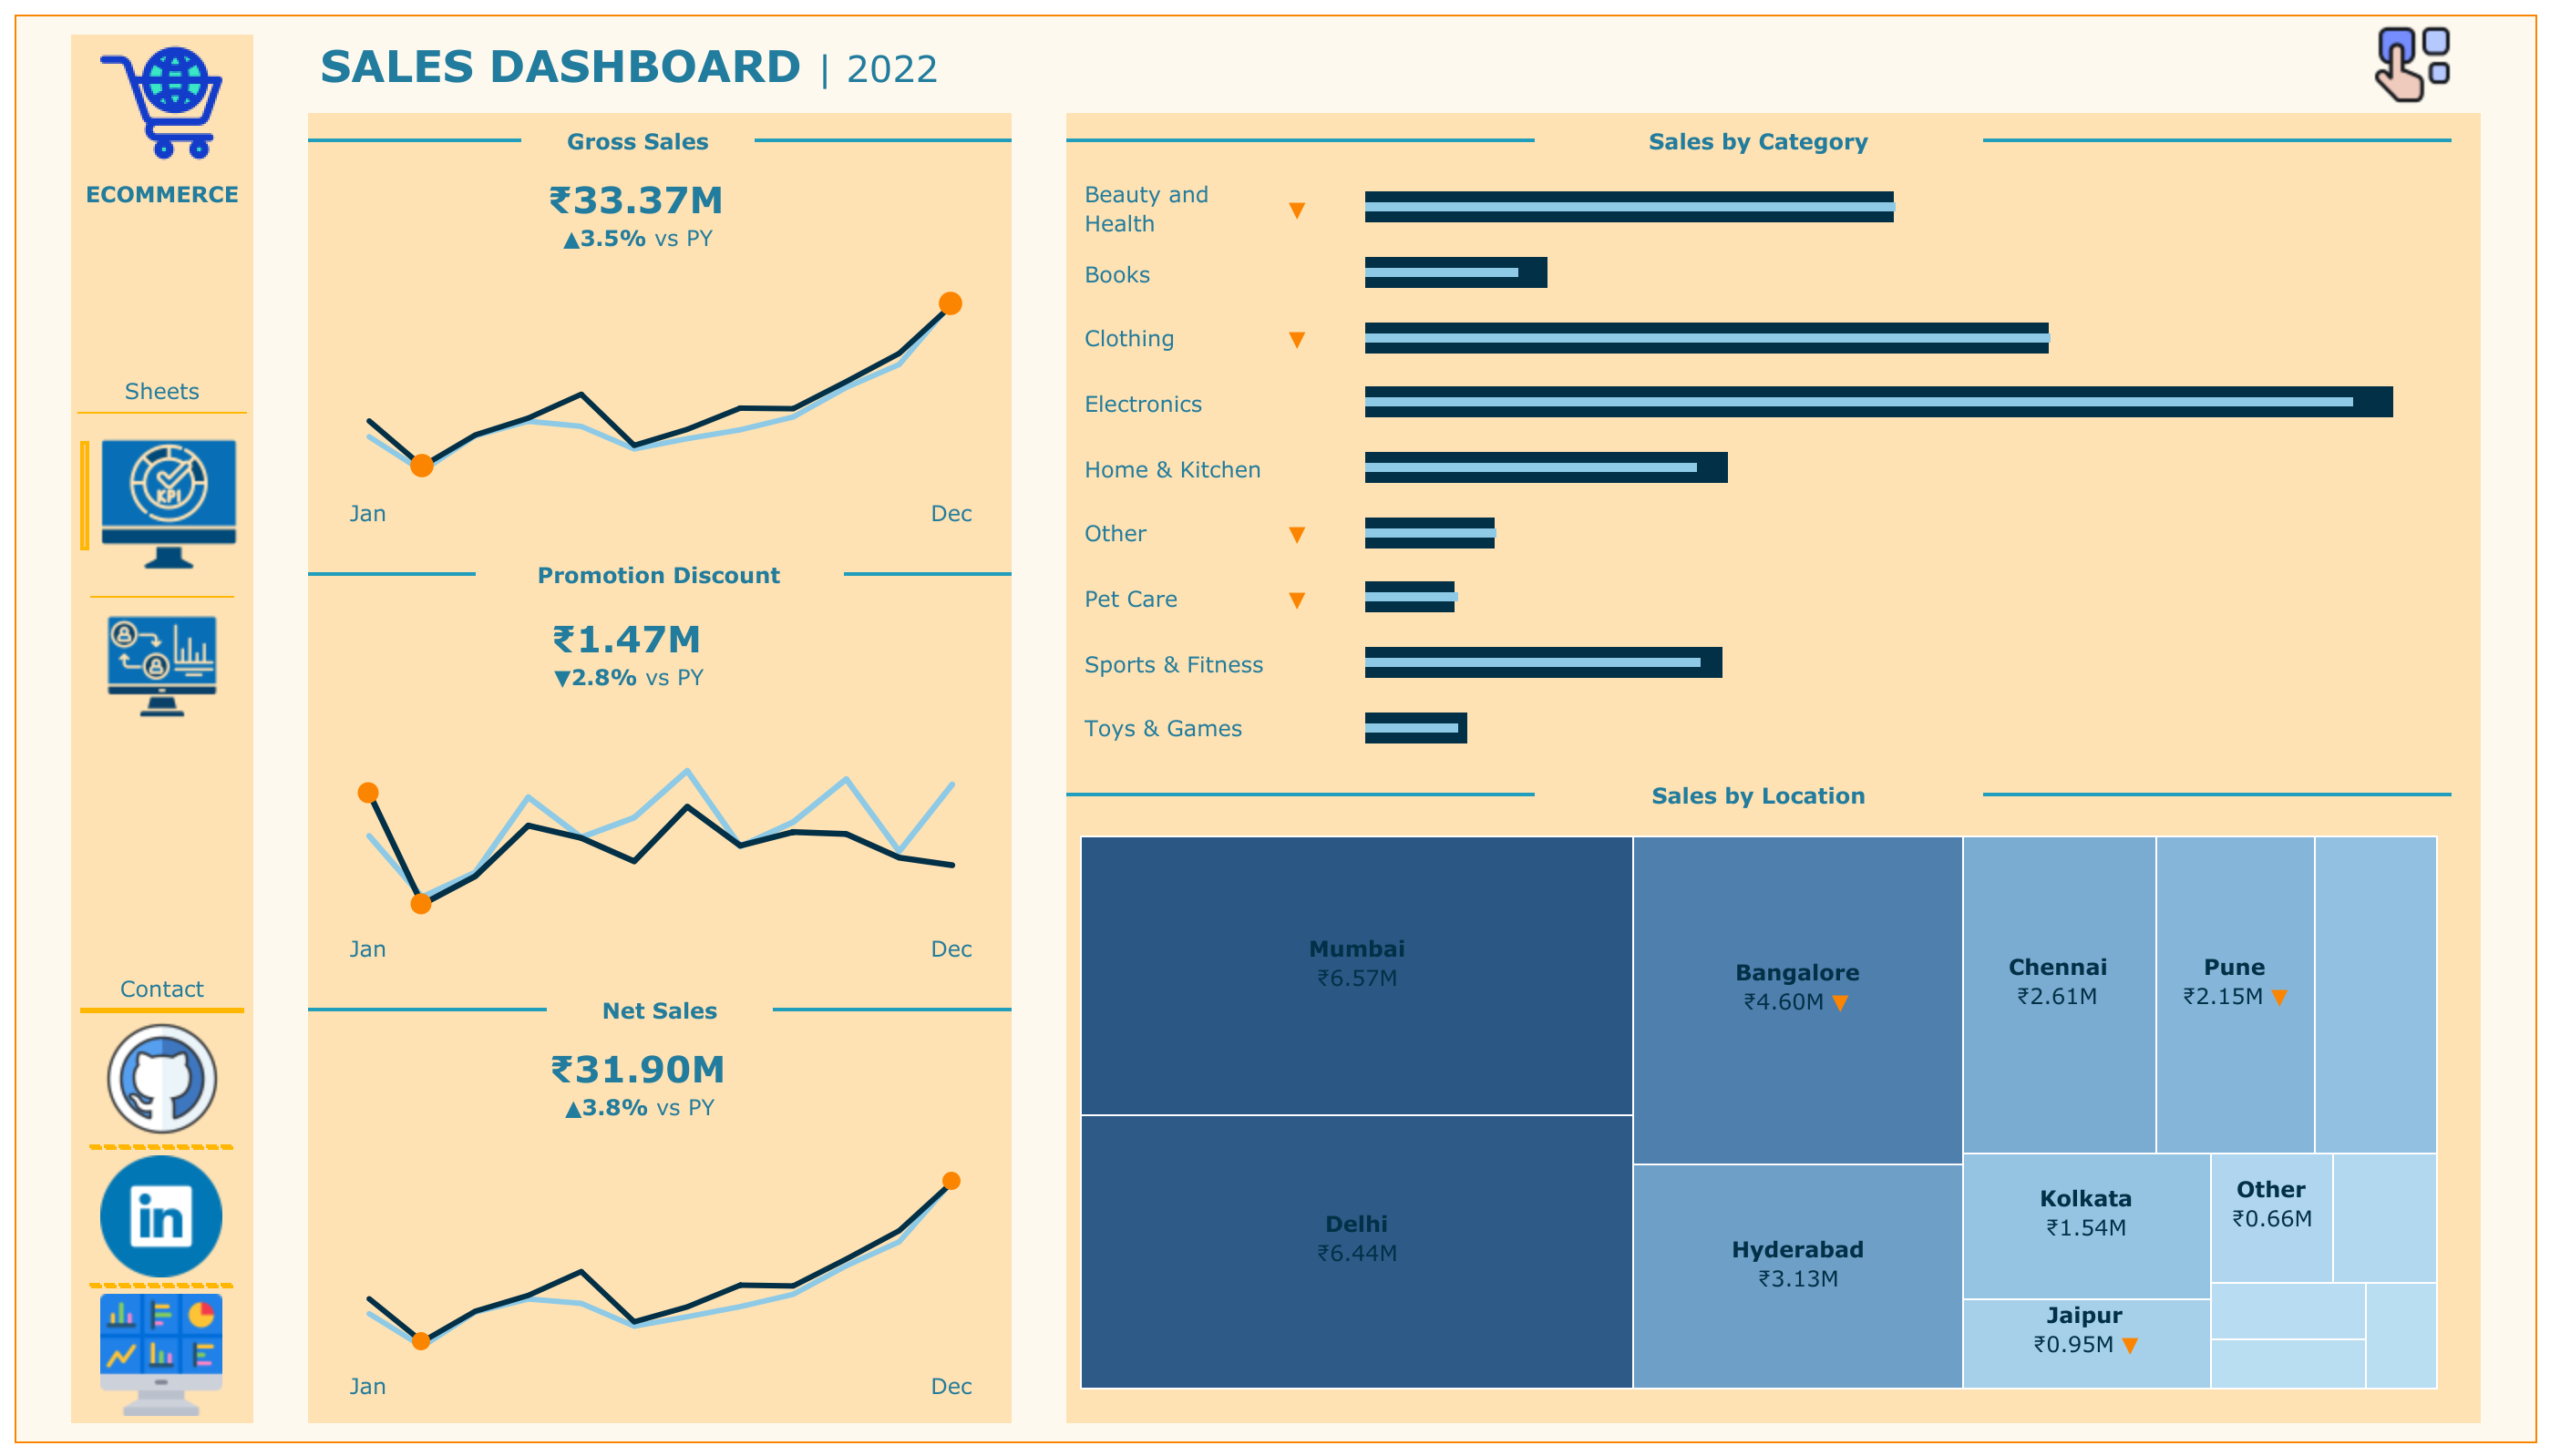 ECOMMERCE
Sheets
KPI
Contact
in
SALES DASHBOARD | 2022
Gross Sales
₹33.37M
▲3.5% vs PY
Jan Dec
Promotion Discount
₹1.47M
▼2.8% vs PY
Jan Dec
Net Sales
₹31.90M
▲3.8% vs PY
Jan Dec
Sales by Category
Beauty and
Health ▼
Books
Clothing ▼
Electronics
Home & Kitchen
Other ▼
Pet Care ▼
Sports & Fitness
Toys & Games
Sales by Location
Mumbai
₹6.57M
Delhi
₹6.44M
Bangalore
₹4.60M ▼
Hyderabad
₹3.13M
Chennai
₹2.61M
Pune
₹2.15M ▼
Kolkata
₹1.54M
Other
₹0.66M
Jaipur
₹0.95M ▼